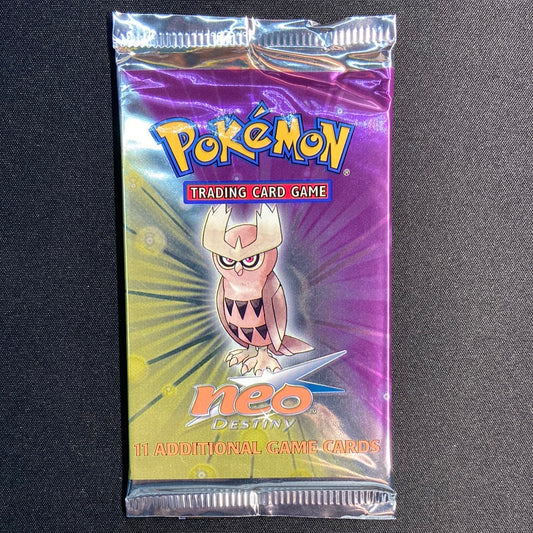 POKéMON®
TRADING CARD GAME
neo
DESTINY
11 ADDITIONAL GAME CARDS